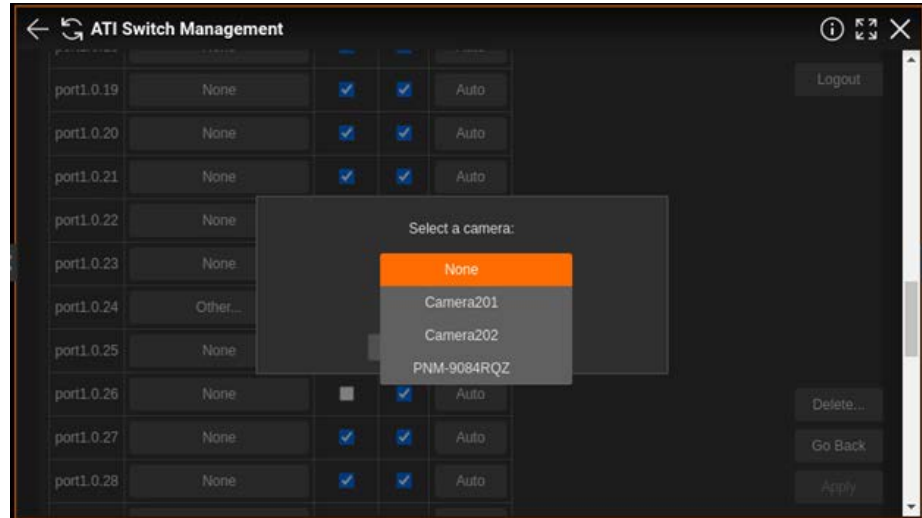 ATI Switch Management
port1.0.19 None Auto
Logout
port1.0.20 None Auto
port1.0.21 None Auto
port1.0.22 None
Select a camera:
port1.0.23 None
None
Camera201
port1.0.24 Other...
Camera202
port1.0.25 None
PNM-9084RQZ
port1.0.26 None Auto
Delete...
port1.0.27 None Auto
Go Back
port1.0.28 None Auto
Apply